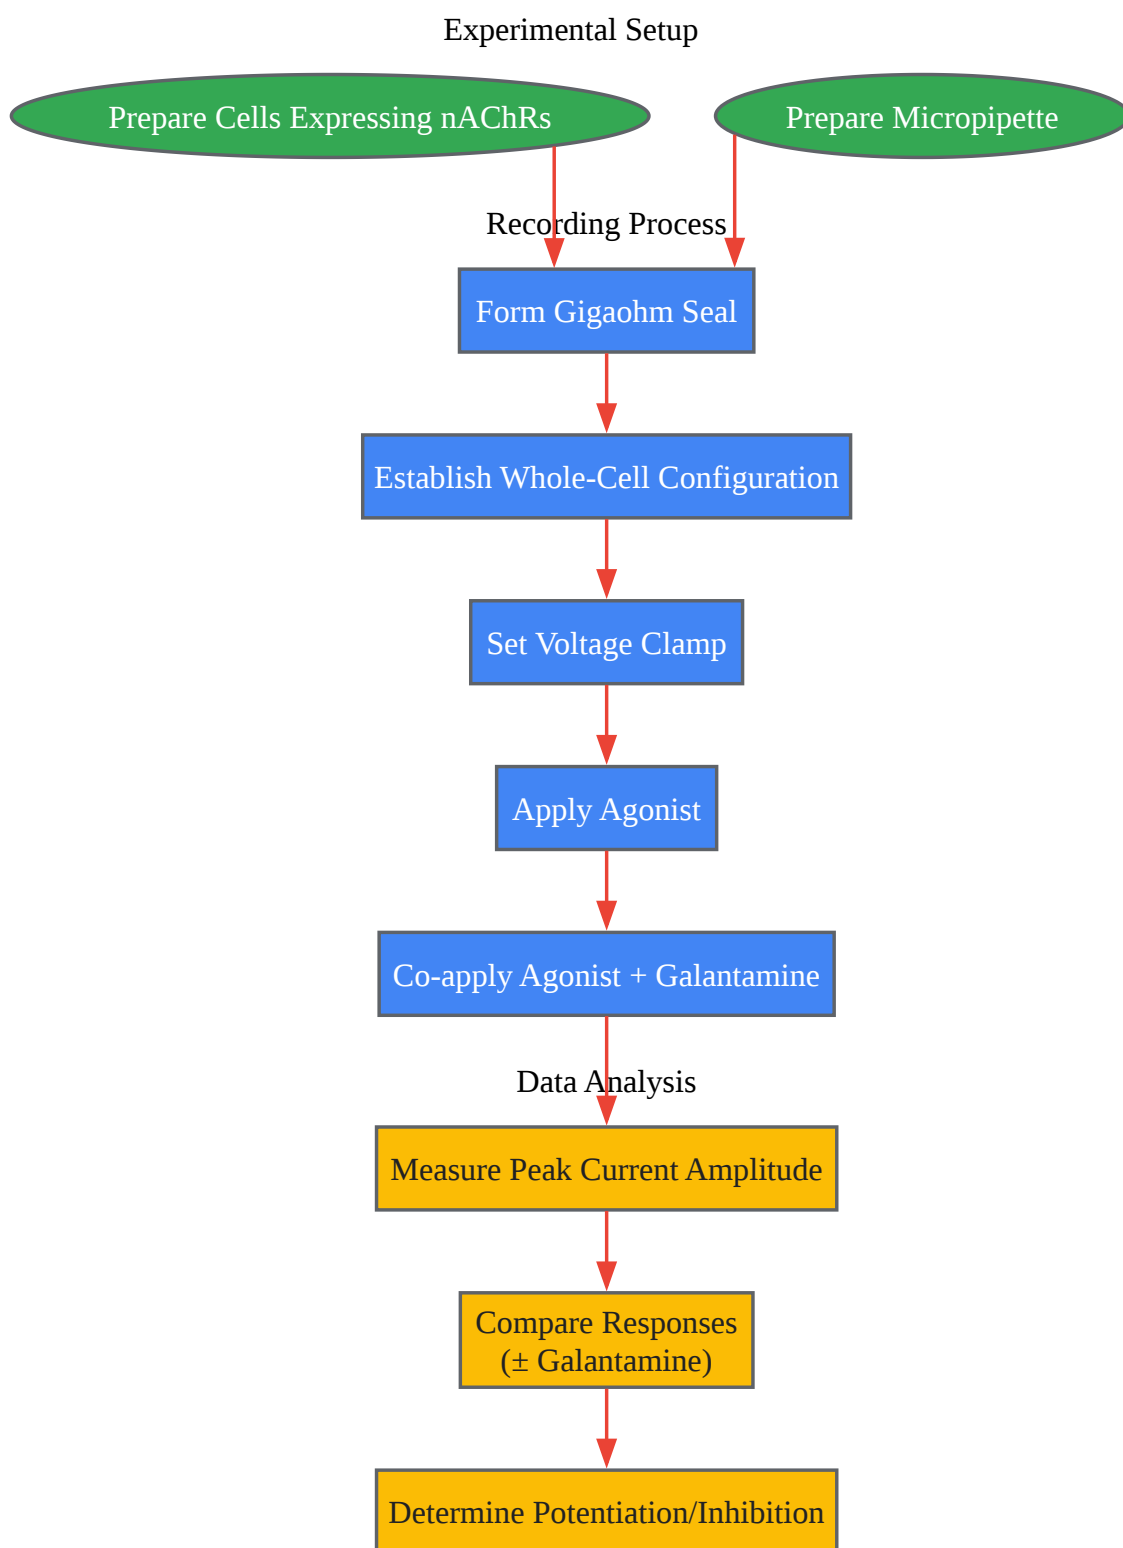 Experimental Setup
Prepare Cells Expressing nAChRs
Prepare Micropipette
Recording Process
Form Gigaohm Seal
Establish Whole-Cell Configuration
Set Voltage Clamp
Apply Agonist
Co-apply Agonist + Galantamine
Data Analysis
Measure Peak Current Amplitude
Compare Responses
(± Galantamine)
Determine Potentiation/Inhibition